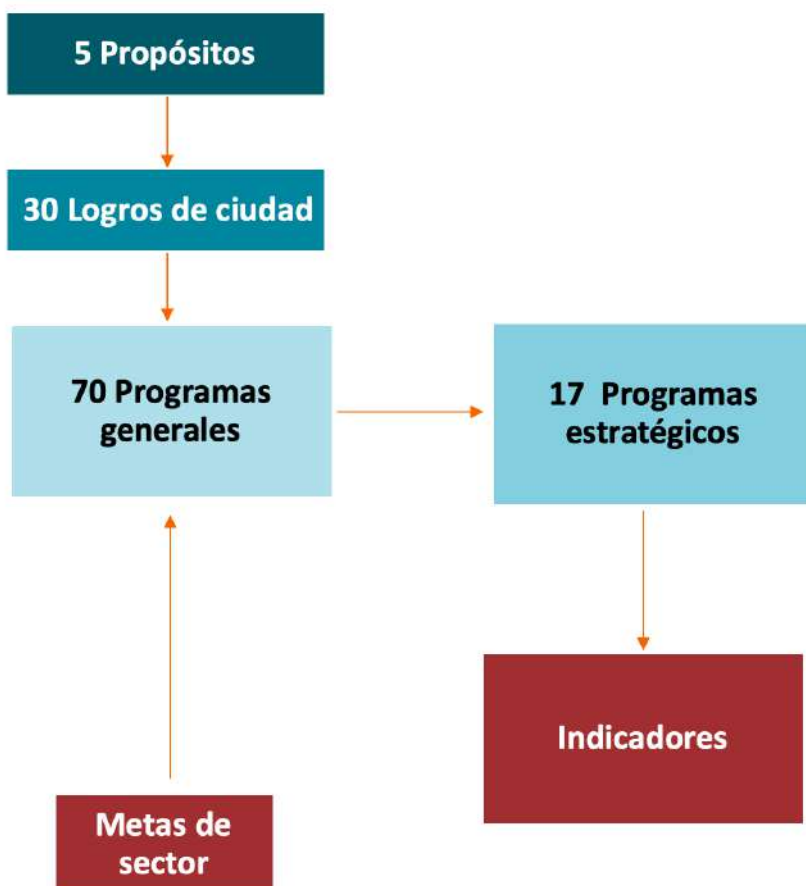 5 Propósitos
30 Logros de ciudad
70 Programas
generales
17 Programas
estratégicos
Indicadores
Metas de
sector